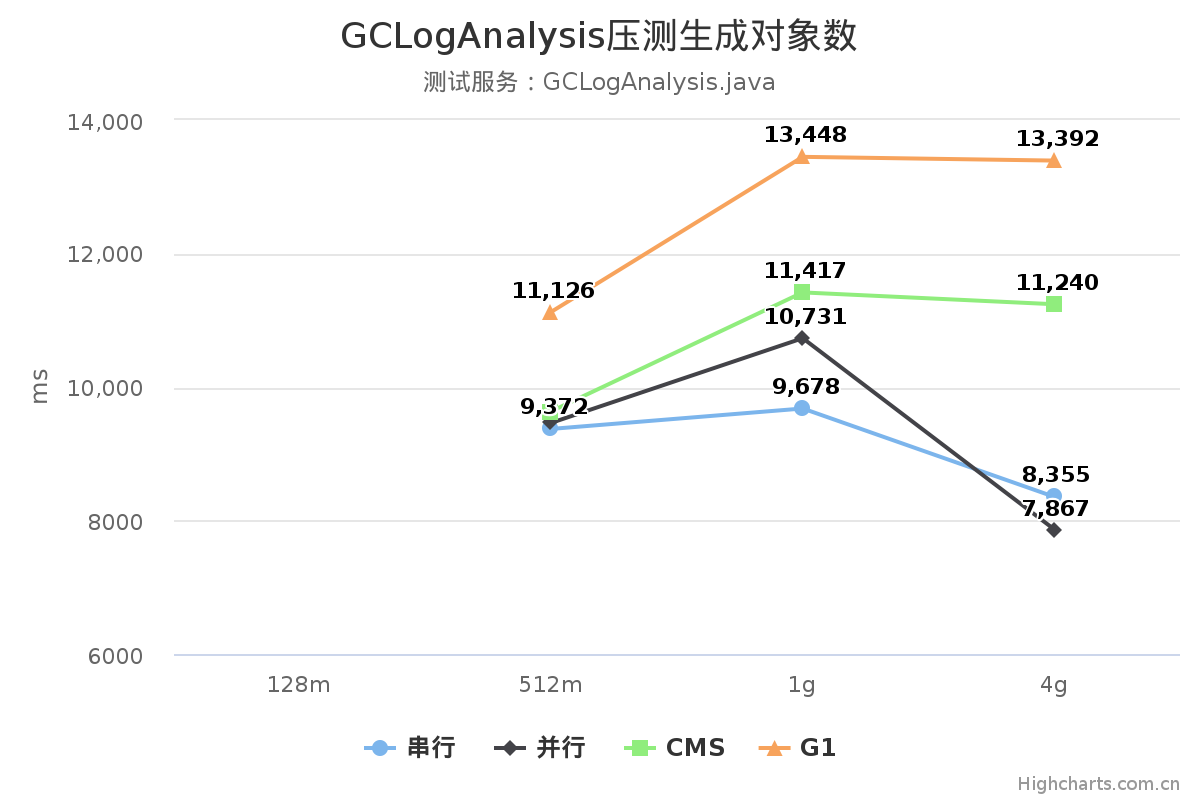 GCLogAnalysis压测生成对象数
测试服务：GCLogAnalysis.java
14,000
12,000
10,000
8000
6000
ms
13,448
13,392
11,126
11,417
11,240
10,731
9,372
9,678
8,355
7,867
128m
512m
1g
4g
串行
并行
CMS
G1
Highcharts.com.cn